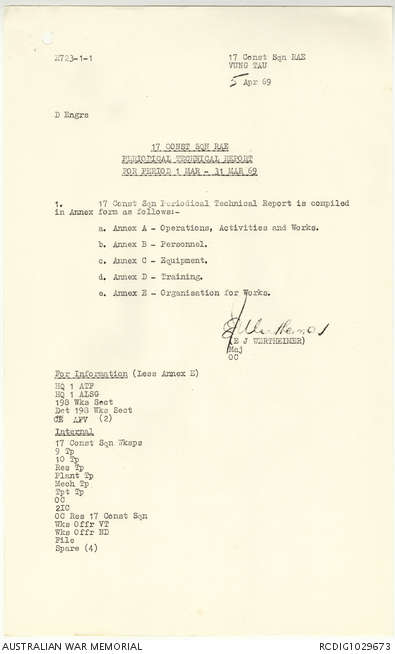 R723-1-1
17 Const Sqn RAE
VUNG TAU
5 Apr 69
D Engrs
17 CONST SQN RAE
PERIODICAL TECHNICAL REPORT
FOR PERIOD 1 MAR - 31 MAR 69
1. 17 Const Sqn Periodical Technical Report is compiled
in Annex form as follows:-
a. Annex A - Operations, Activities and Works.
b. Annex B - Personnel.
c. Annex C - Equipment.
d. Annex D - Training.
e. Annex E - Organisation for Works.
(E J WERTHEIMER)
Maj
OC
For Information (Less Annex E)
HQ 1 ATF
HQ 1 ALSG
198 Wks Sect
Det 198 Wks Sect
CE AFV (2)
Internal
17 Const Sqn Wksps
9 Tp
10 Tp
Res Tp
Plant Tp
Mech Tp
Tpt Tp
OC
2IC
OC Res 17 Const Sqn
Wks Offr VT
Wks Offr ND
File
Spare (4)
AUSTRALIAN WAR MEMORIAL
RCDIG1029673